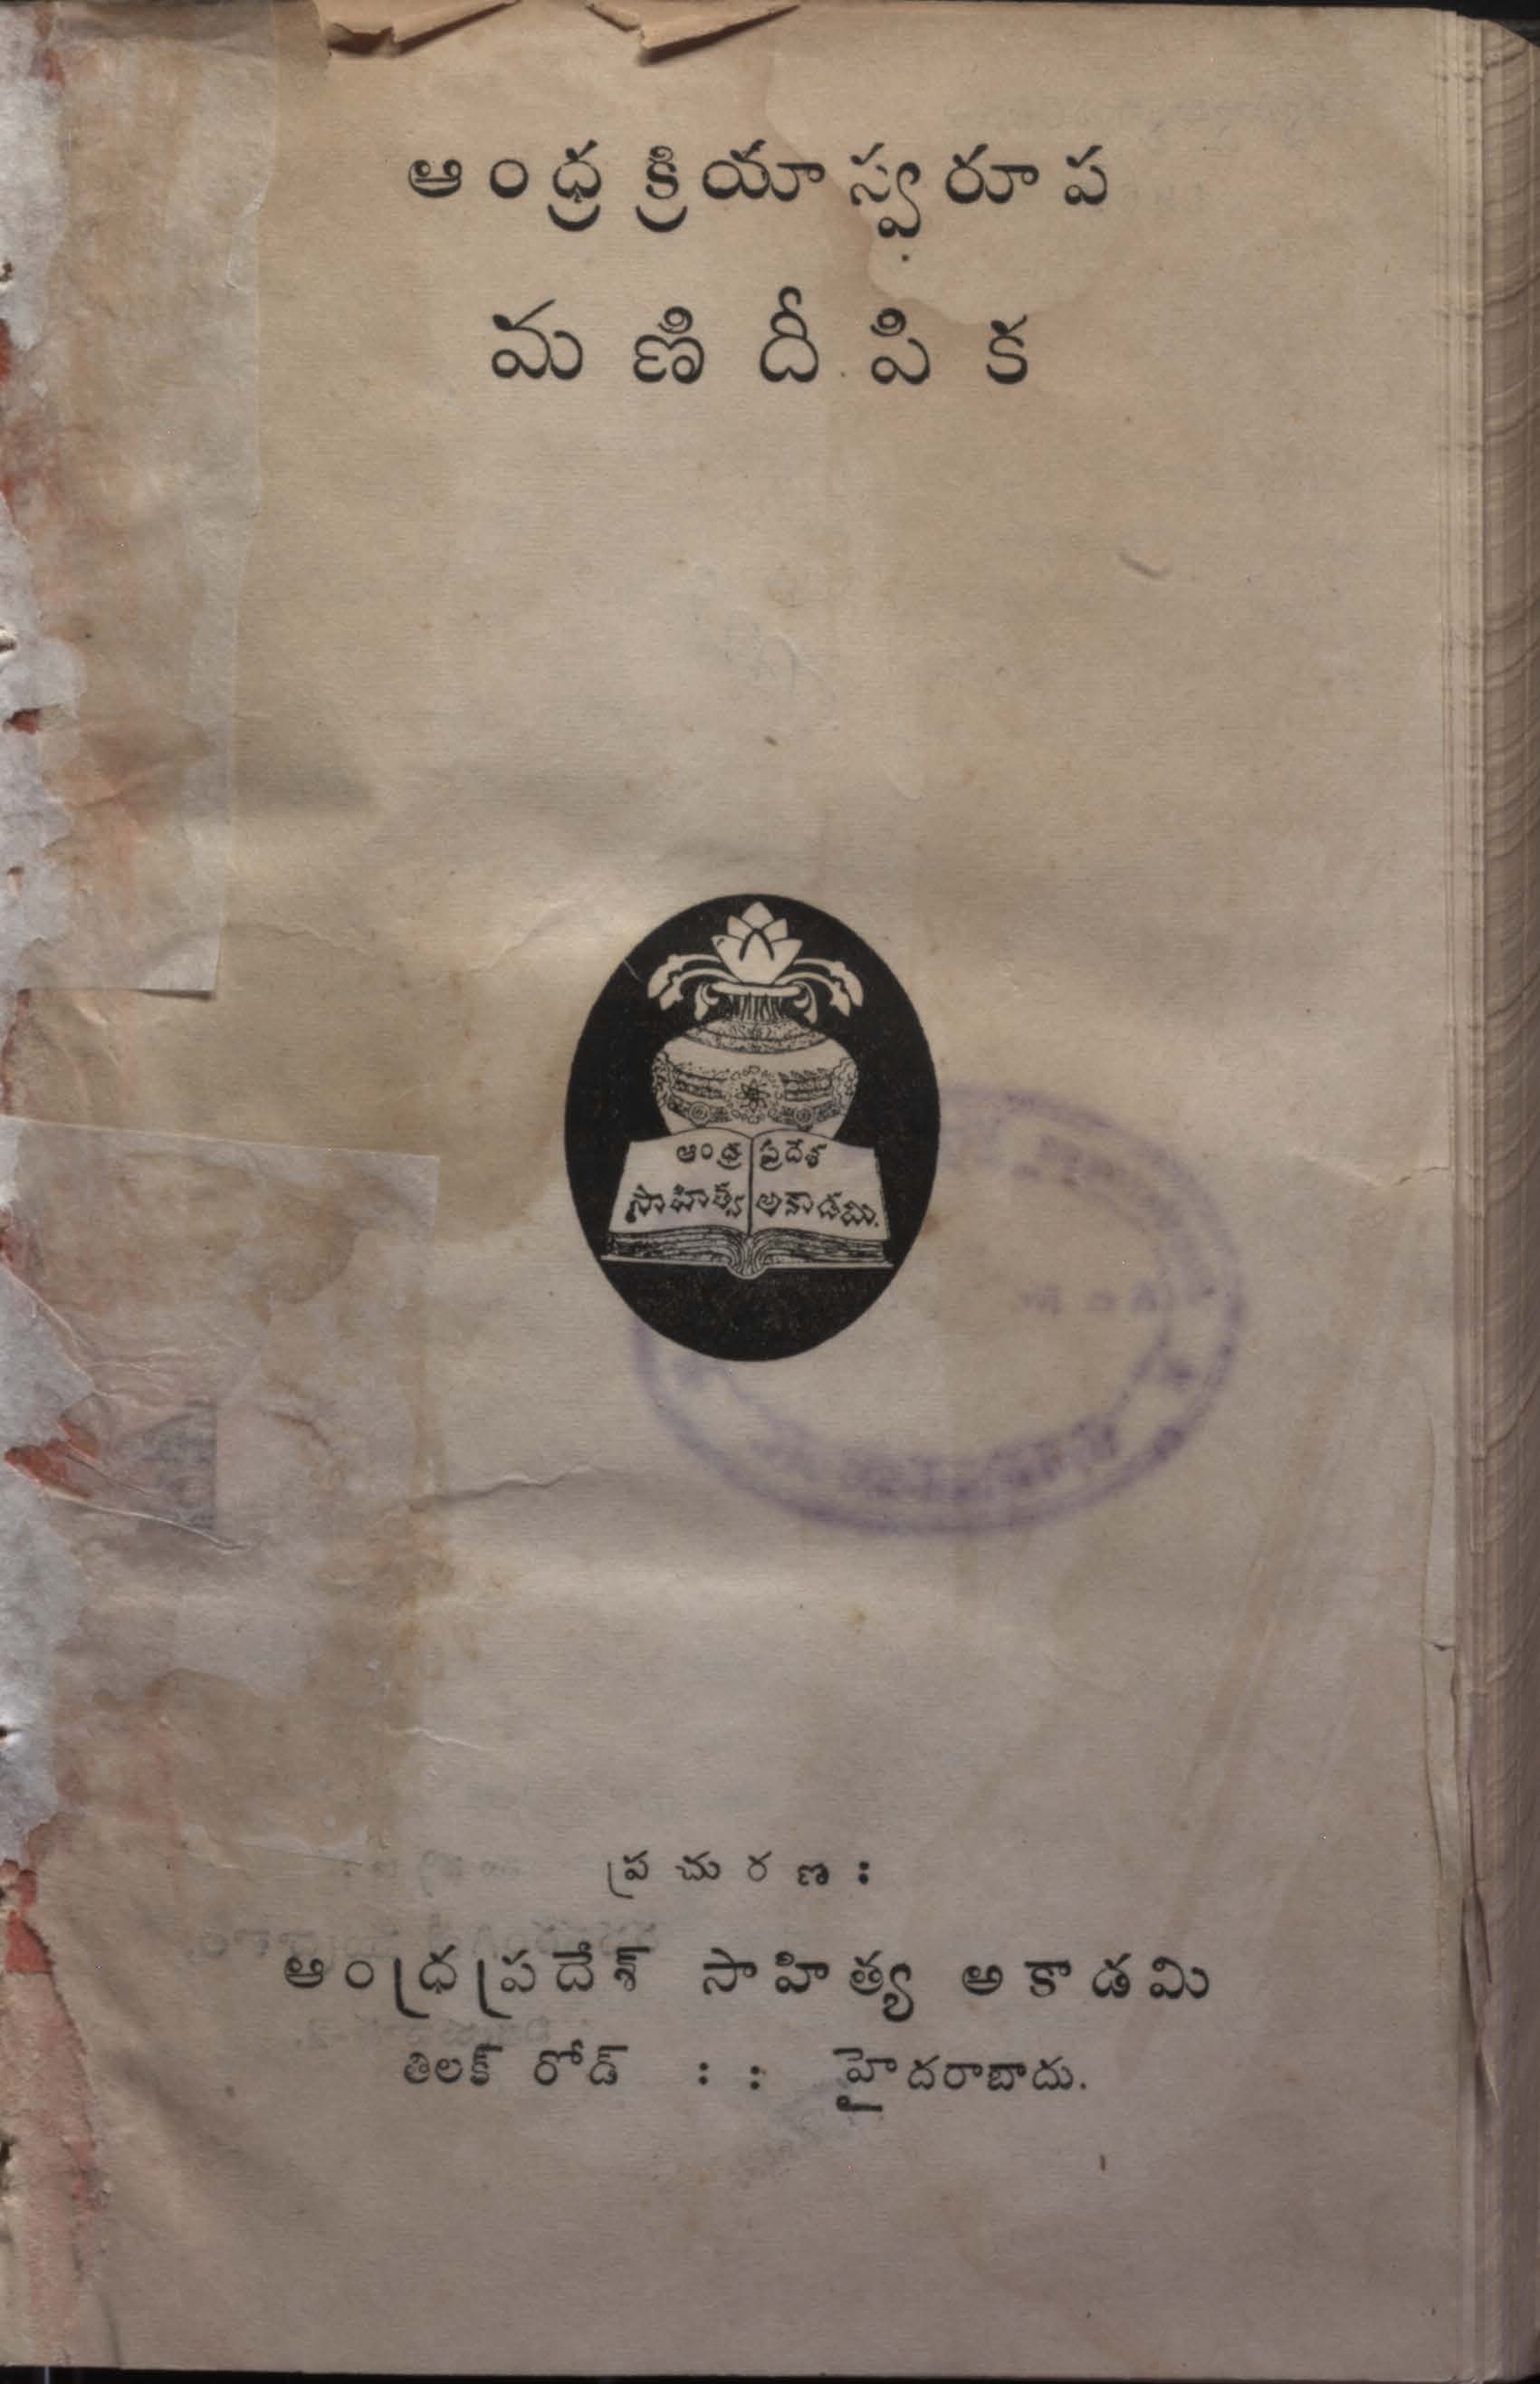 ఆంధ్ర క్రియాస్వరూప
మణిదీపిక
ఆంధ్ర ప్రదేశ
సాహిత్య అకాడమి.
ప్రచురణ :
ఆంధ్రప్రదేశ్ సాహిత్య అకాడమి
తిలక్ రోడ్ : : హైదరాబాదు.